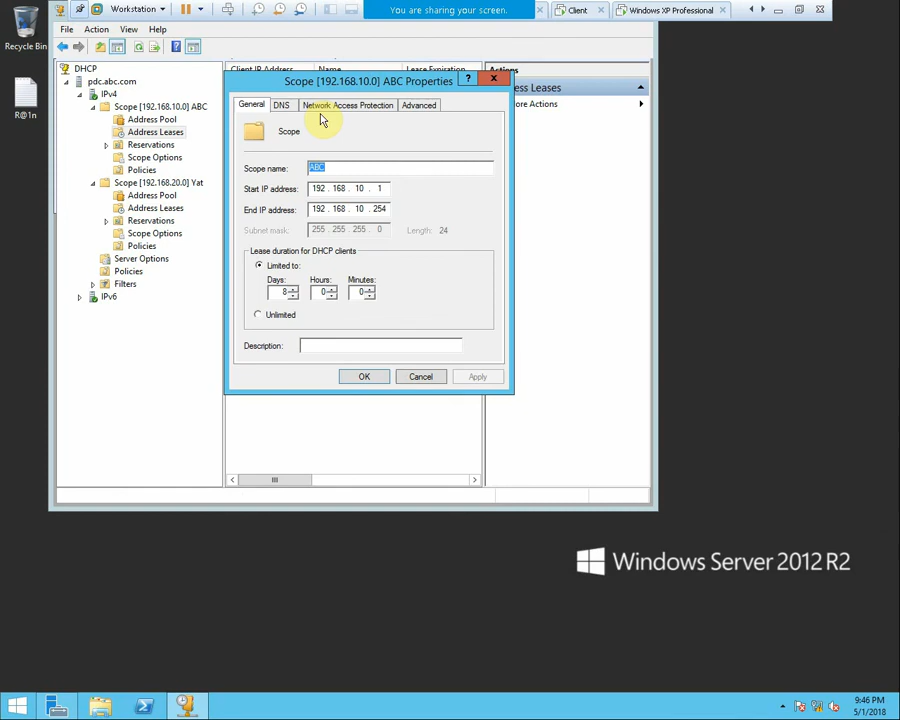 Workstation
You are sharing your screen.
Client
Windows XP Professional
File Action View Help
Recycle Bin
R@1n
DHCP
pdc.abc.com
IPv4
Scope [192.168.10.0] ABC
Address Pool
Address Leases
Reservations
Scope Options
Policies
Scope [192.168.20.0] Yat
Address Pool
Address Leases
Reservations
Scope Options
Policies
Server Options
Policies
Filters
IPv6
Client IP Address Name Lease Expiration
Actions
ess Leases
ore Actions
Scope [192.168.10.0] ABC Properties
General DNS Network Access Protection Advanced
Scope
Scope name: ABC
Start IP address: 192 . 168 . 10 . 1
End IP address: 192 . 168 . 10 . 254
Subnet mask: 255 . 255 . 255 . 0 Length: 24
Lease duration for DHCP clients
Limited to:
Days: Hours: Minutes:
8 0 0
Unlimited
Description:
OK Cancel Apply
Windows Server 2012 R2
9:46 PM
5/1/2018